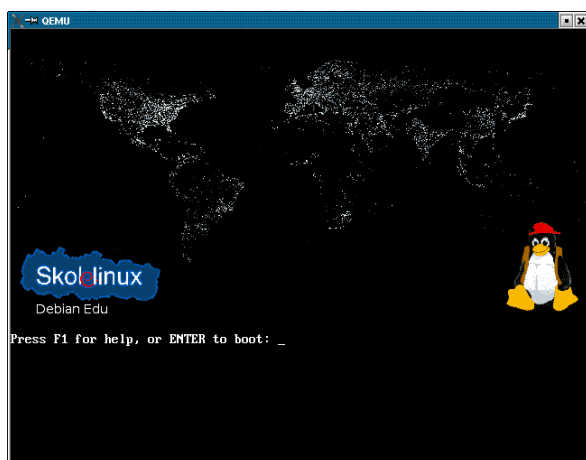 QEMU
Skolelinux
Debian Edu
Press F1 for help, or ENTER to boot: _